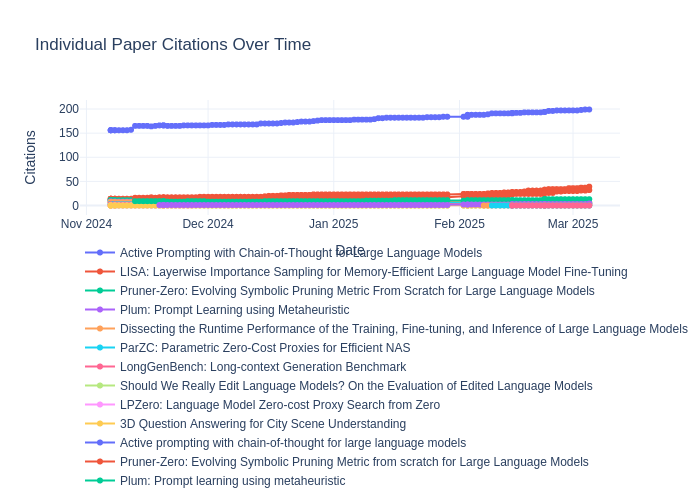 Individual Paper Citations Over Time
Citations
200
150
100
50
0
Nov 2024 Dec 2024 Jan 2025 Feb 2025 Mar 2025
Date
Active Prompting with Chain-of-Thought for Large Language Models
LISA: Layerwise Importance Sampling for Memory-Efficient Large Language Model Fine-Tuning
Pruner-Zero: Evolving Symbolic Pruning Metric From Scratch for Large Language Models
Plum: Prompt Learning using Metaheuristic
Dissecting the Runtime Performance of the Training, Fine-tuning, and Inference of Large Language Models
ParZC: Parametric Zero-Cost Proxies for Efficient NAS
LongGenBench: Long-context Generation Benchmark
Should We Really Edit Language Models? On the Evaluation of Edited Language Models
LPZero: Language Model Zero-cost Proxy Search from Zero
3D Question Answering for City Scene Understanding
Active prompting with chain-of-thought for large language models
Pruner-Zero: Evolving Symbolic Pruning Metric from scratch for Large Language Models
Plum: Prompt learning using metaheuristic